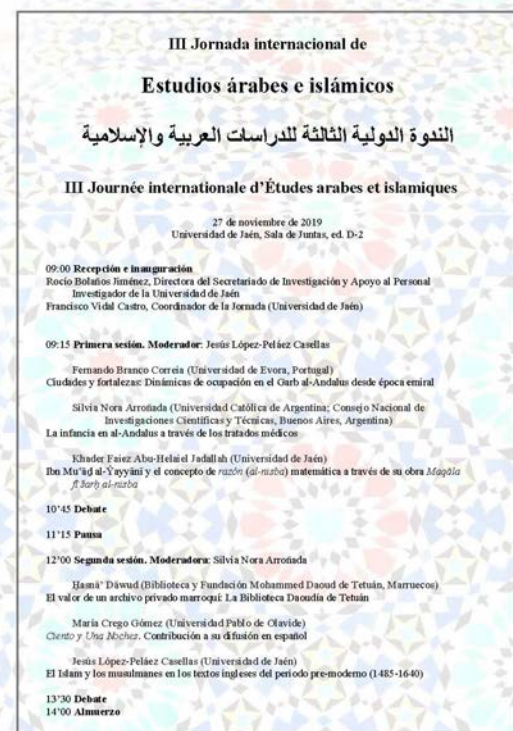 III Jornada internacional de
Estudios árabes e islámicos
الندوة الدولية الثالثة للدراسات العربية والإسلامية
III Journée internationale d'Études arabes et islamiques
27 de noviembre de 2019
Universidad de Jaén, Sala de Juntas, ed. D-2
09:00 Recepción e inauguración
Rocío Bolaños Jiménez, Directora del Secretariado de Investigación y Apoyo al Personal
Investigador de la Universidad de Jaén
Francisco Vidal Castro, Coordinador de la Jornada (Universidad de Jaén)
09:15 Primera sesión. Moderador: Jesús López-Peláez Casellas
Fernando Branco Correia (Universidad de Evora, Portugal)
Ciudades y fortalezas: Dinámicas de ocupación en el Garb al-Andalus desde época emiral
Silvia Nora Arroñada (Universidad Católica de Argentina; Consejo Nacional de
Investigaciones Científicas y Técnicas, Buenos Aires, Argentina)
La infancia en al-Andalus a través de los tratados médicos
Khader Faiez Abu-Helaiel Jadallah (Universidad de Jaén)
Ibn Mu'āḏ al-Ŷayyānī y el concepto de razón (al-nisba) matemática a través de su obra Maqāla
fī šarḥ al-nisba
10'45 Debate
11'15 Pausa
12'00 Segunda sesión. Moderadora: Silvia Nora Arroñada
Ḥasnā' Dāwud (Biblioteca y Fundación Mohammed Daoud de Tetuán, Marruecos)
El valor de un archivo privado marroquí: La Biblioteca Daoudia de Tetuán
María Crego Gómez (Universidad Pablo de Olavide)
Ciento y Una Noches. Contribución a su difusión en español
Jesús López-Peláez Casellas (Universidad de Jaén)
El Islam y los musulmanes en los textos ingleses del periodo pre-moderno (1485-1640)
13'30 Debate
14'00 Almuerzo